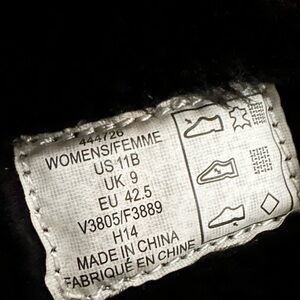 444726
WOMENS/FEMME
US 11B
UK 9
EU 42.5
V3805/F3889
H14
MADE IN CHINA
FABRIQUÉ EN CHINE